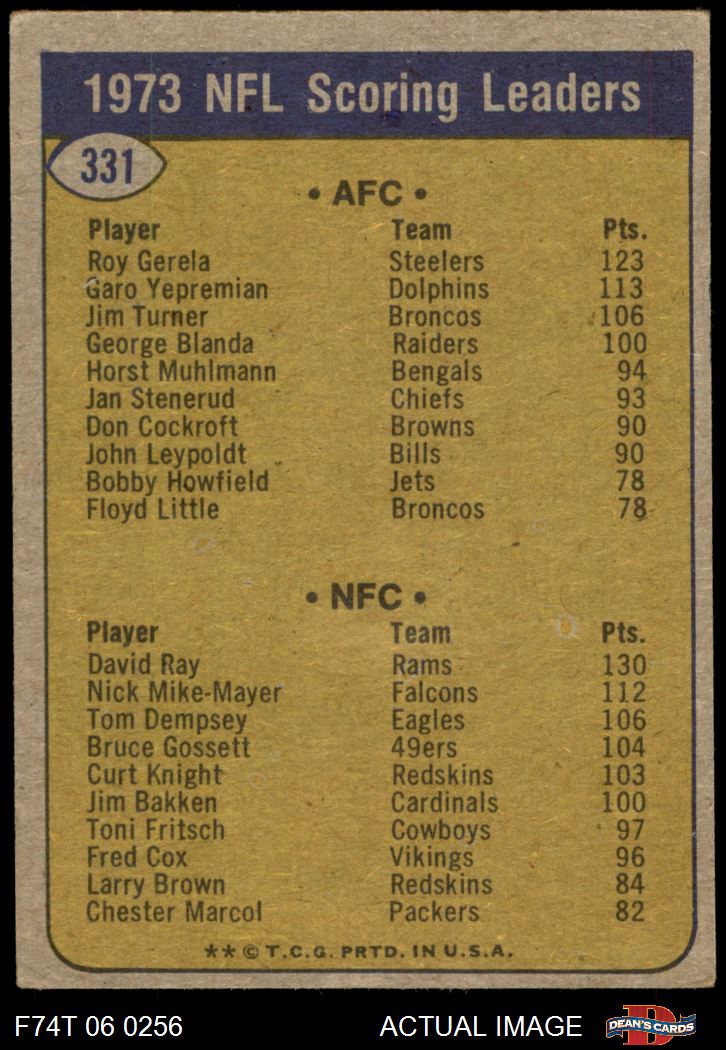 1973 NFL Scoring Leaders
331
• AFC •
Player Team Pts.
Roy Gerela Steelers 123
Garo Yepremian Dolphins 113
Jim Turner Broncos 106
George Blanda Raiders 100
Horst Muhlmann Bengals 94
Jan Stenerud Chiefs 93
Don Cockroft Browns 90
John Leypoldt Bills 90
Bobby Howfield Jets 78
Floyd Little Broncos 78
• NFC •
Player Team Pts.
David Ray Rams 130
Nick Mike-Mayer Falcons 112
Tom Dempsey Eagles 106
Bruce Gossett 49ers 104
Curt Knight Redskins 103
Jim Bakken Cardinals 100
Toni Fritsch Cowboys 97
Fred Cox Vikings 96
Larry Brown Redskins 84
Chester Marcol Packers 82
** © T.C.G. PRTD. IN U.S.A.
F74T 06 0256 ACTUAL IMAGE DEAN'S CARDS